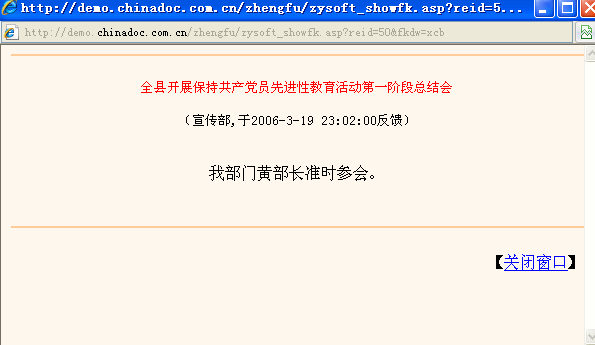 http://demo.chinadoc.com.cn/zhengfu/zysoft_showfk.asp?reid=5...
http://demo.chinadoc.com.cn/zhengfu/zysoft_showfk.asp?reid=50&fkdw=xcb
全县开展保持共产党员先进性教育活动第一阶段总结会
（宣传部,于2006-3-19 23:02:00反馈）
我部门黄部长准时参会。
【关闭窗口】